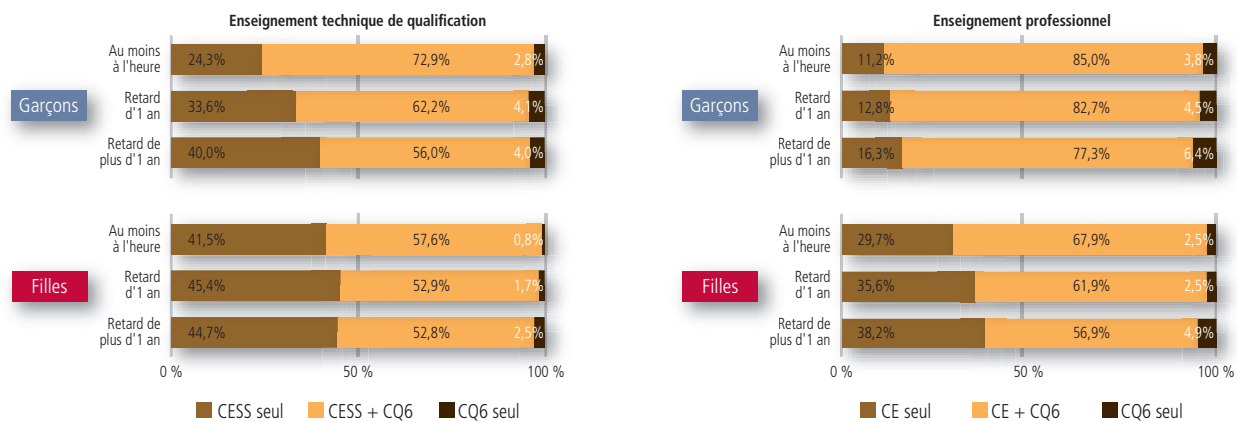 Enseignement technique de qualification
Garçons
Au moins
à l'heure
24,3% 72,9% 2,8%
Retard
d'1 an
33,6% 62,2% 4,1%
Retard de
plus d'1 an
40,0% 56,0% 4,0%
Filles
Au moins
à l'heure
41,5% 57,6% 0,8%
Retard
d'1 an
45,4% 52,9% 1,7%
Retard de
plus d'1 an
44,7% 52,8% 2,5%
0 % 50 % 100 %
CESS seul CESS + CQ6 CQ6 seul
Enseignement professionnel
Garçons
Au moins
à l'heure
11,2% 85,0% 3,8%
Retard
d'1 an
12,8% 82,7% 4,5%
Retard de
plus d'1 an
16,3% 77,3% 6,4%
Filles
Au moins
à l'heure
29,7% 67,9% 2,5%
Retard
d'1 an
35,6% 61,9% 2,5%
Retard de
plus d'1 an
38,2% 56,9% 4,9%
0 % 50 % 100 %
CE seul CE + CQ6 CQ6 seul